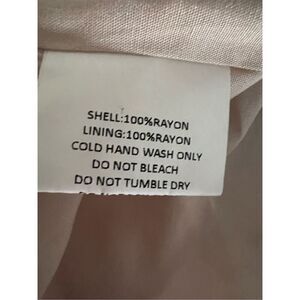 SHELL:100%RAYON
LINING:100%RAYON
COLD HAND WASH ONLY
DO NOT BLEACH
DO NOT TUMBLE DRY